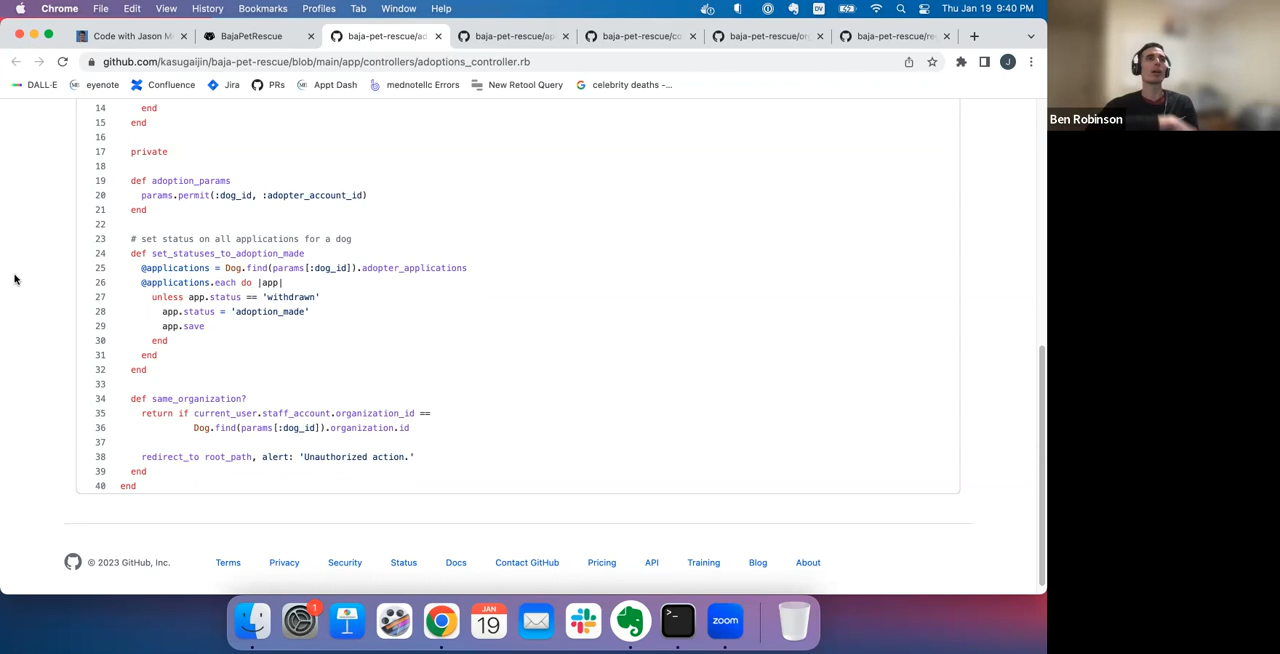 Chrome File Edit View History Bookmarks Profiles Tab Window Help DV Thu Jan 19 9:40 PM
Code with Jason M BajaPetRescue baja-pet-rescue/ad baja-pet-rescue/ap baja-pet-rescue/co baja-pet-rescue/or baja-pet-rescue/re
github.com/kasugaijin/baja-pet-rescue/blob/main/app/controllers/adoptions_controller.rb J
DALL-E eyenote Confluence Jira PRs Appt Dash mednotellc Errors New Retool Query celebrity deaths -...
Ben Robinson
14 end
15 end
16
17 private
18
19 def adoption_params
20 params.permit(:dog_id, :adopter_account_id)
21 end
22
23 # set status on all applications for a dog
24 def set_statuses_to_adoption_made
25 @applications = Dog.find(params[:dog_id]).adopter_applications
26 @applications.each do |app|
27 unless app.status == 'withdrawn'
28 app.status = 'adoption_made'
29 app.save
30 end
31 end
32 end
33
34 def same_organization?
35 return if current_user.staff_account.organization_id ==
36 Dog.find(params[:dog_id]).organization.id
37
38 redirect_to root_path, alert: 'Unauthorized action.'
39 end
40 end
© 2023 GitHub, Inc. Terms Privacy Security Status Docs Contact GitHub Pricing API Training Blog About
1 JAN 19 zoom